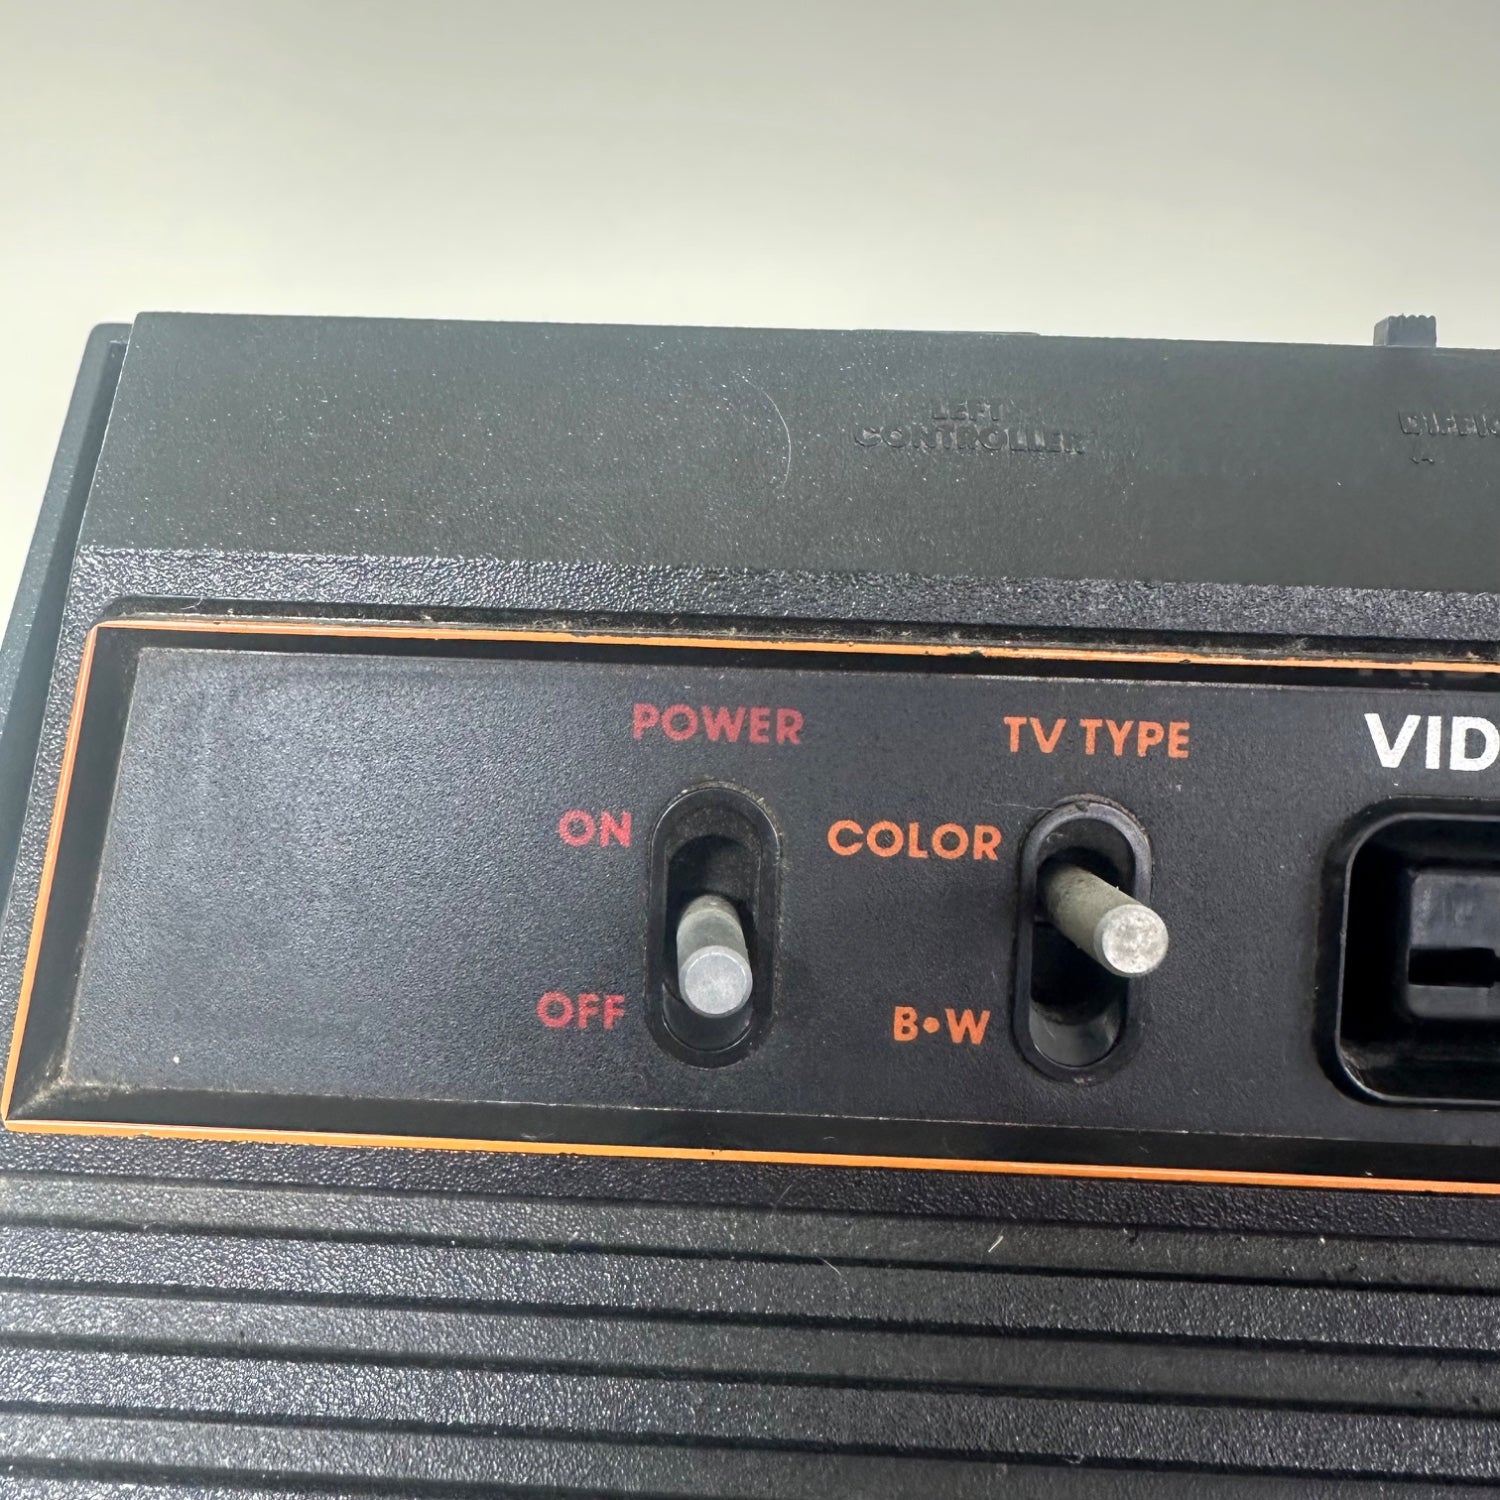 LEFT
CONTROLLER
POWER
TV TYPE
VID
ON
COLOR
OFF
B•W